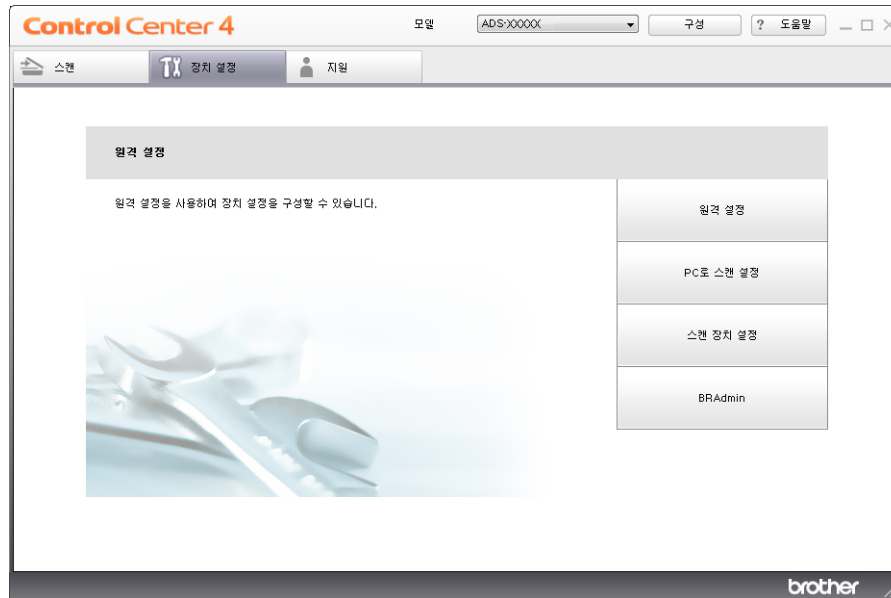 Control Center 4
모델 ADS-XXXXX 구성 ? 도움말
스캔 장치 설정 지원
원격 설정
원격 설정을 사용하여 장치 설정을 구성할 수 있습니다.
원격 설정
PC로 스캔 설정
스캔 장치 설정
BRAdmin
brother